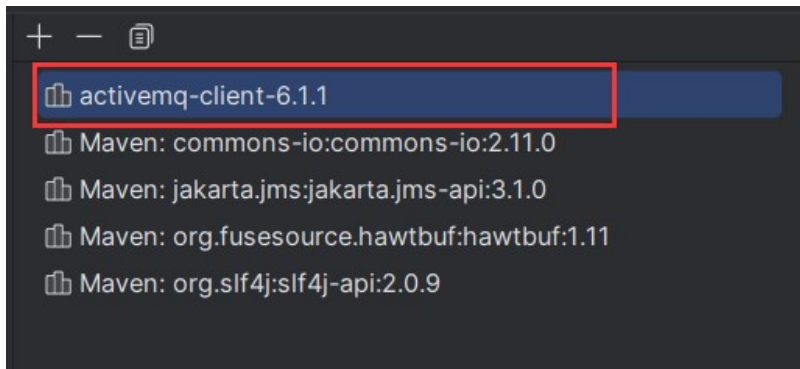 activemq-client-6.1.1
Maven: commons-io:commons-io:2.11.0
Maven: jakarta.jms:jakarta.jms-api:3.1.0
Maven: org.fusesource.hawtbuf:hawtbuf:1.11
Maven: org.slf4j:slf4j-api:2.0.9